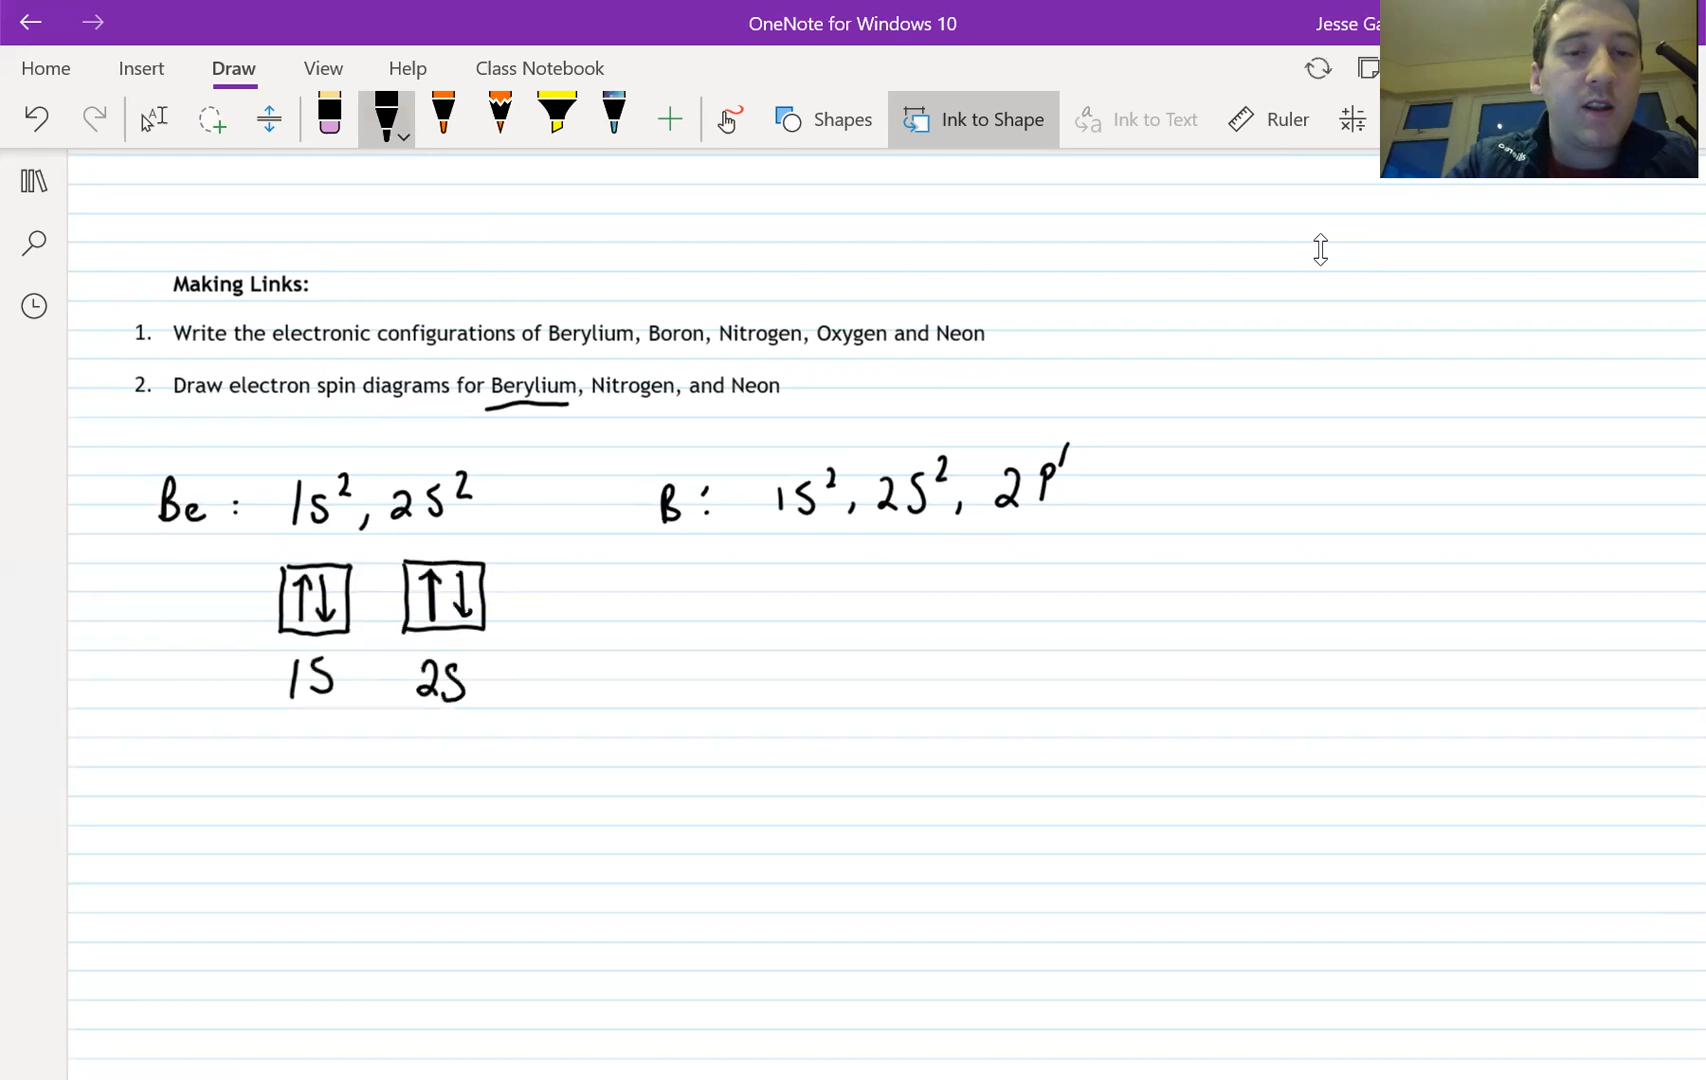 OneNote for Windows 10
Jesse Ga
Home Insert Draw View Help Class Notebook
Shapes Ink to Shape Ink to Text Ruler
Making Links:
1. Write the electronic configurations of Berylium, Boron, Nitrogen, Oxygen and Neon
2. Draw electron spin diagrams for Berylium, Nitrogen, and Neon
Be : 1s², 2s² B : 1s², 2s², 2p¹
↑↓ ↑↓
1s 2s